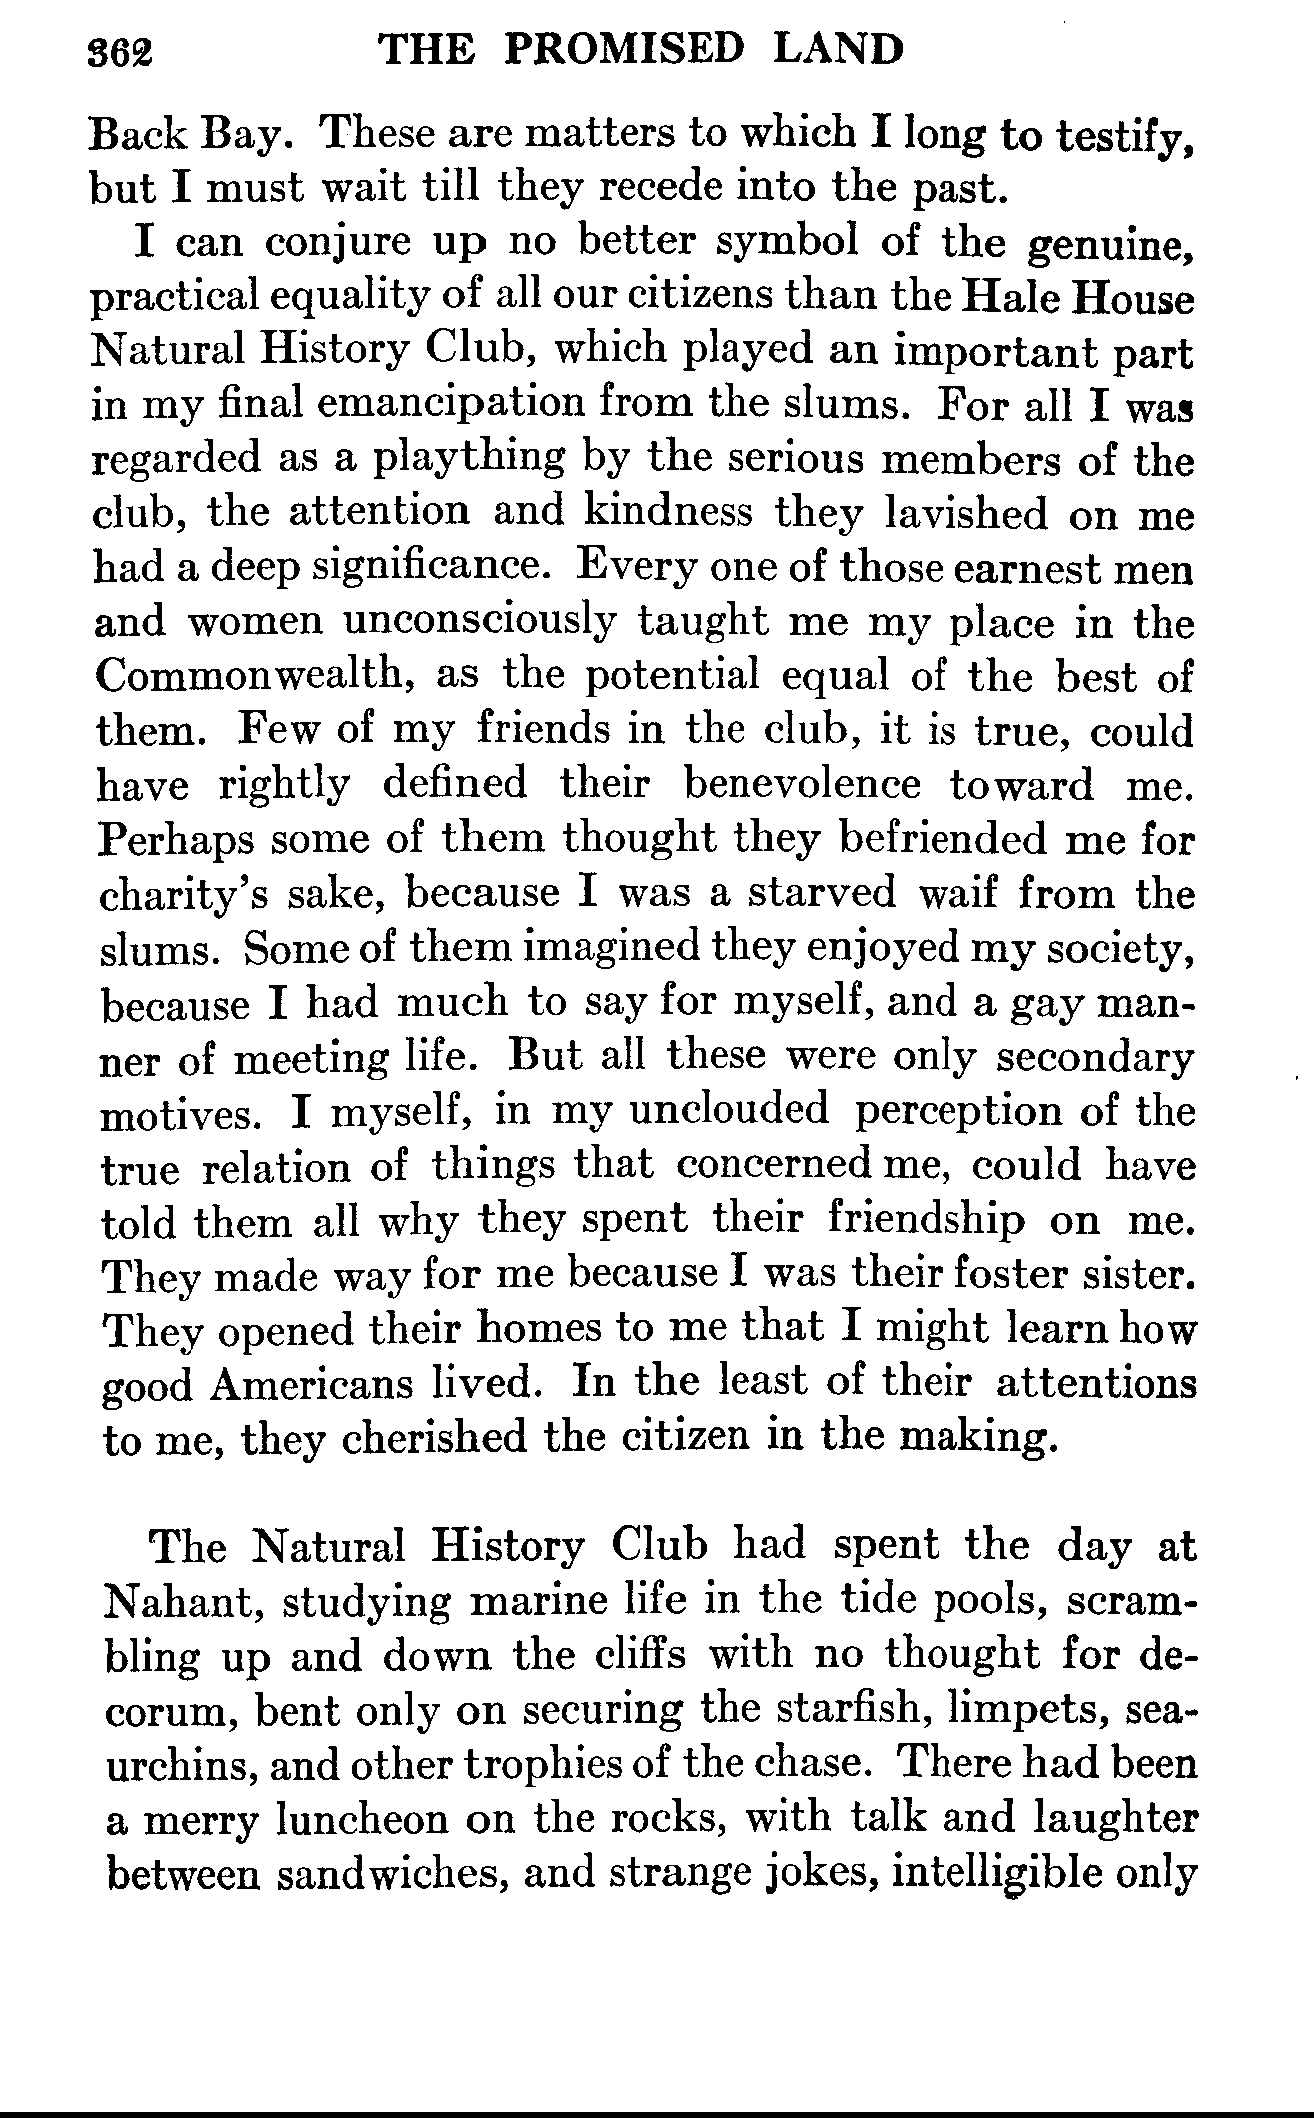 362 THE PROMISED LAND
Back Bay. These are matters to which I long to testify,
but I must wait till they recede into the past.
I can conjure up no better symbol of the genuine,
practical equality of all our citizens than the Hale House
Natural History Club, which played an important part
in my final emancipation from the slums. For all I was
regarded as a plaything by the serious members of the
club, the attention and kindness they lavished on me
had a deep significance. Every one of those earnest men
and women unconsciously taught me my place in the
Commonwealth, as the potential equal of the best of
them. Few of my friends in the club, it is true, could
have rightly defined their benevolence toward me.
Perhaps some of them thought they befriended me for
charity's sake, because I was a starved waif from the
slums. Some of them imagined they enjoyed my society,
because I had much to say for myself, and a gay man-
ner of meeting life. But all these were only secondary
motives. I myself, in my unclouded perception of the
true relation of things that concerned me, could have
told them all why they spent their friendship on me.
They made way for me because I was their foster sister.
They opened their homes to me that I might learn how
good Americans lived. In the least of their attentions
to me, they cherished the citizen in the making.
The Natural History Club had spent the day at
Nahant, studying marine life in the tide pools, scram-
bling up and down the cliffs with no thought for de-
corum, bent only on securing the starfish, limpets, sea-
urchins, and other trophies of the chase. There had been
a merry luncheon on the rocks, with talk and laughter
between sandwiches, and strange jokes, intelligible only